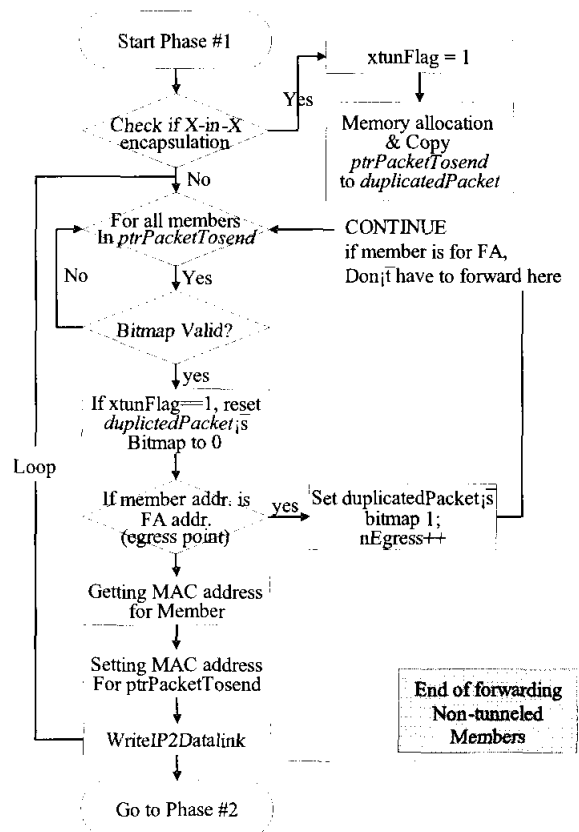 Start Phase #1
xtunFlag = 1
Yes
Check if X-in-X
encapsulation
Memory allocation
& Copy
ptrPacketTosend
to duplicatedPacket
No
For all members
In ptrPacketTosend
CONTINUE
if member is for FA,
Don¡t̄ have to forward here
No
Yes
Bitmap Valid?
yes
If xtunFlag==1, reset
duplictedPacket¡s̄
Bitmap to 0
Loop
If member addr. is
FA addr.
(egress point)
yes
Set duplicatedPacket¡s̄
bitmap 1;
nEgress++
Getting MAC address
for Member
Setting MAC address
For ptrPacketTosend
WriteIP2Datalink
End of forwarding
Non-tunneled
Members
Go to Phase #2